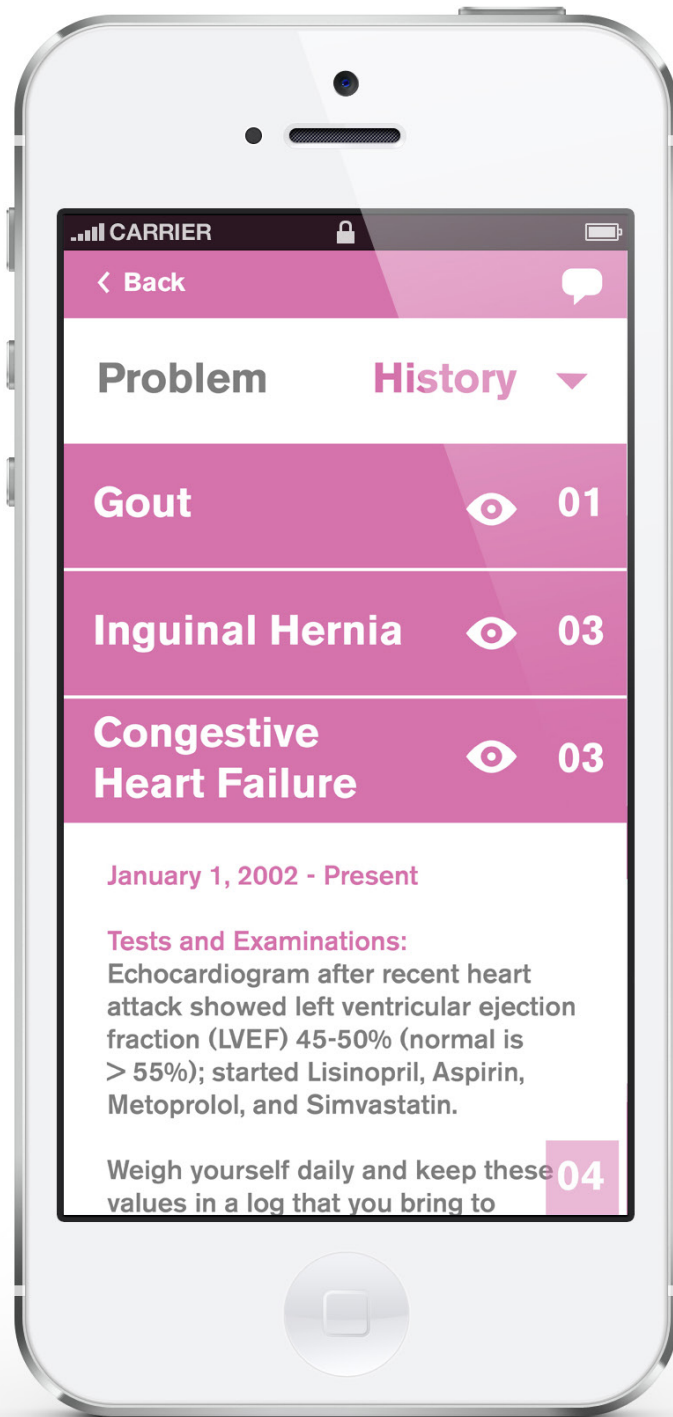 CARRIER
Back
Problem History
Gout 01
Inguinal Hernia 03
Congestive
Heart Failure 03
January 1, 2002 - Present
Tests and Examinations:
Echocardiogram after recent heart
attack showed left ventricular ejection
fraction (LVEF) 45-50% (normal is
> 55%); started Lisinopril, Aspirin,
Metoprolol, and Simvastatin.
Weigh yourself daily and keep these
04
values in a log that you bring to